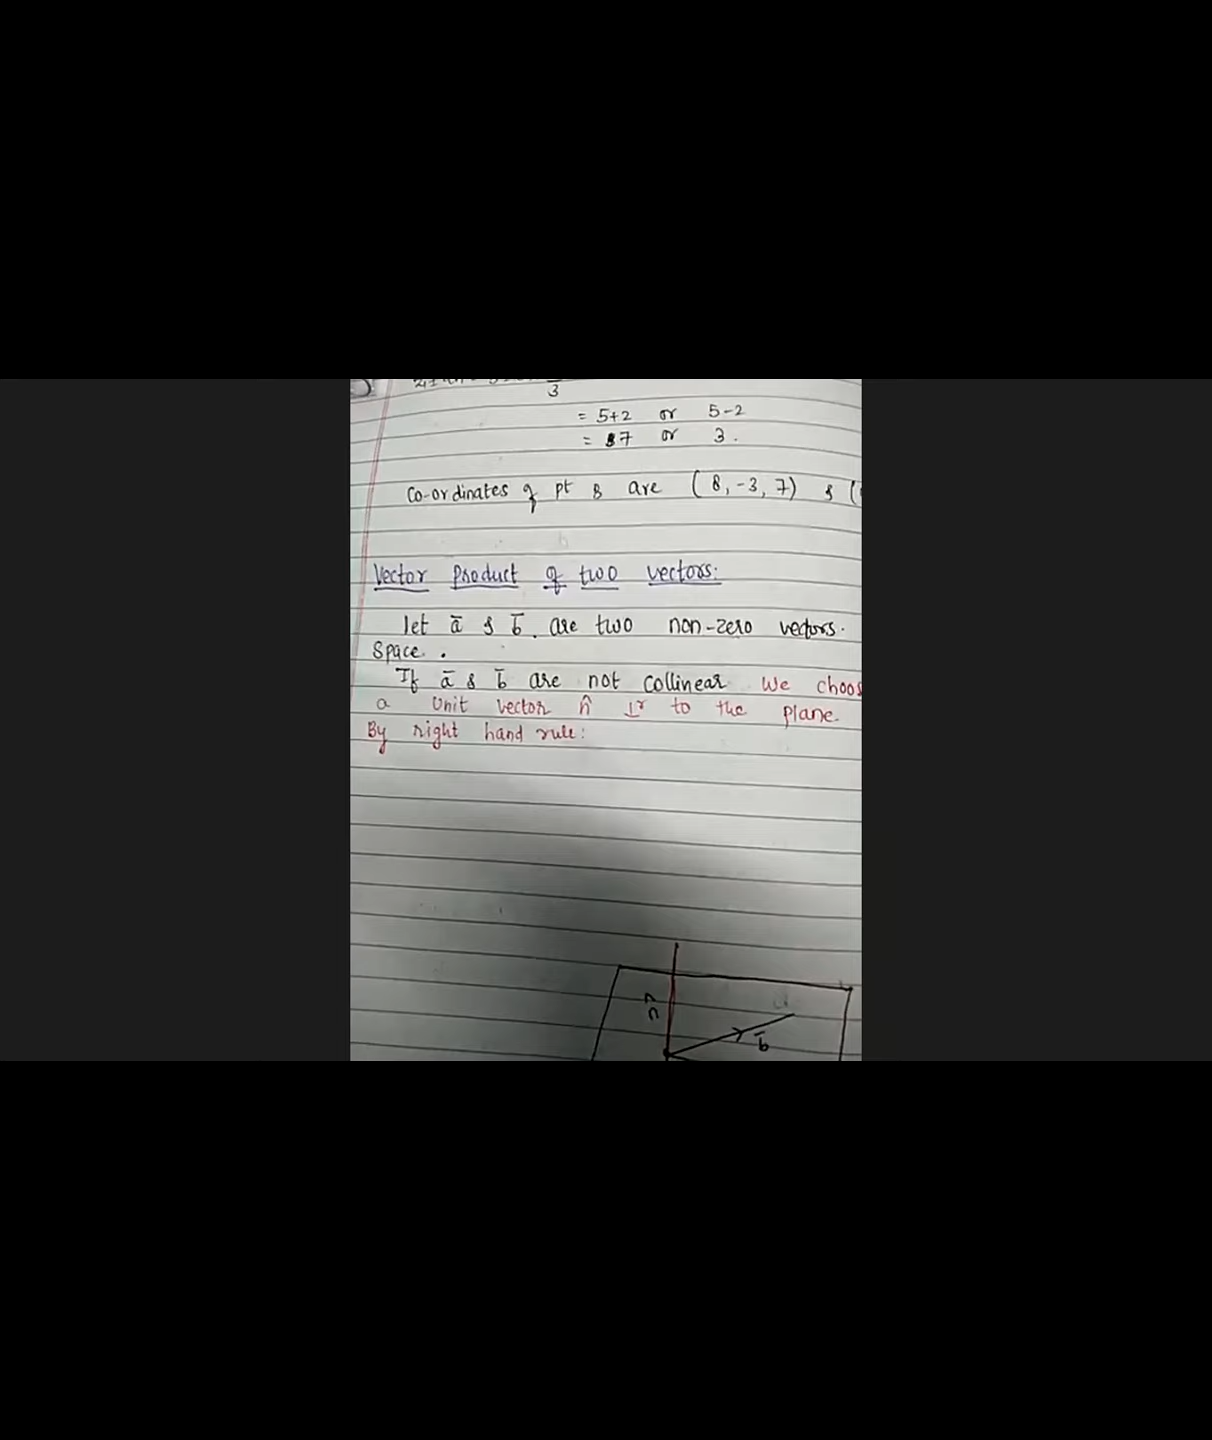 3
= 5+2 or 5-2
= 7 or 3.
Co-ordinates of pt B are (8, -3, 7) & (
Vector Product of two vectors:
let a̅ & b̅. are two non-zero vectors.
Space.
If a̅ & b̅ are not collinear we choos
a Unit vector n̂ ⊥r to the plane.
By right hand rule:
n̂
b̅